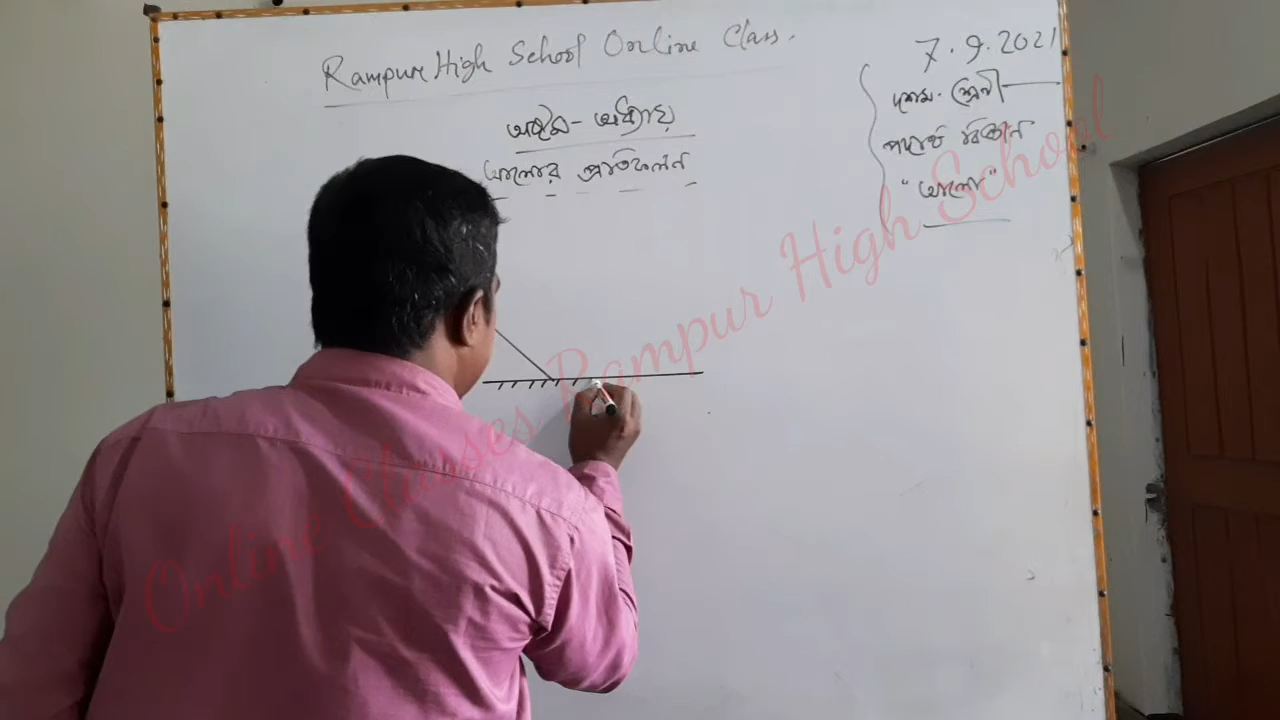 Rampur High School Online Class.
7.9.2021
দশম - শ্রেণী
পদার্থ বিজ্ঞান
"আলো"
অষ্টম - অধ্যায়
আলোর প্রতিফলন
Online Classes Rampur High School